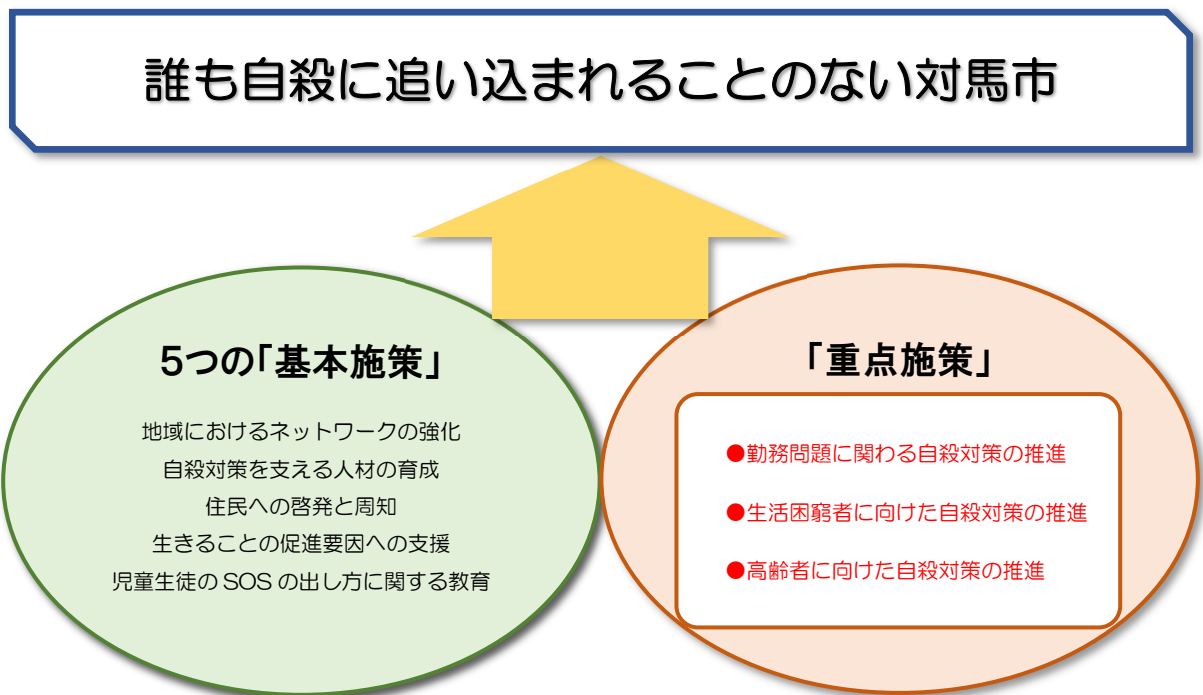 誰も自殺に追い込まれることのない対馬市
5つの「基本施策」
地域におけるネットワークの強化
自殺対策を支える人材の育成
住民への啓発と周知
生きることの促進要因への支援
児童生徒の SOS の出し方に関する教育
「重点施策」
●勤務問題に関わる自殺対策の推進
●生活困窮者に向けた自殺対策の推進
●高齢者に向けた自殺対策の推進